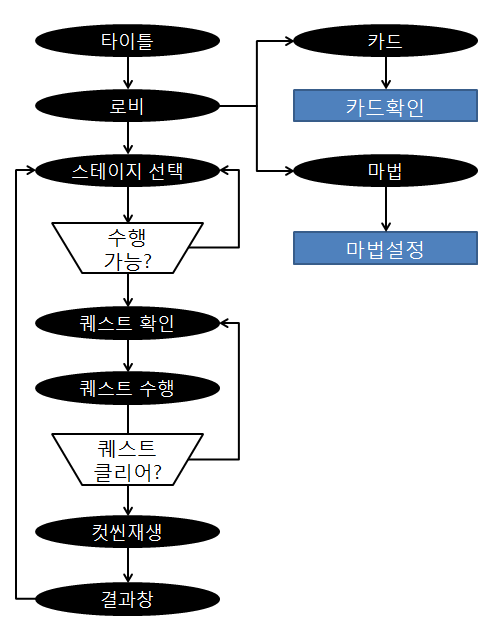 타이틀
카드
로비
카드확인
스테이지 선택
마법
수행
가능?
마법설정
퀘스트 확인
퀘스트 수행
퀘스트
클리어?
컷씬재생
결과창